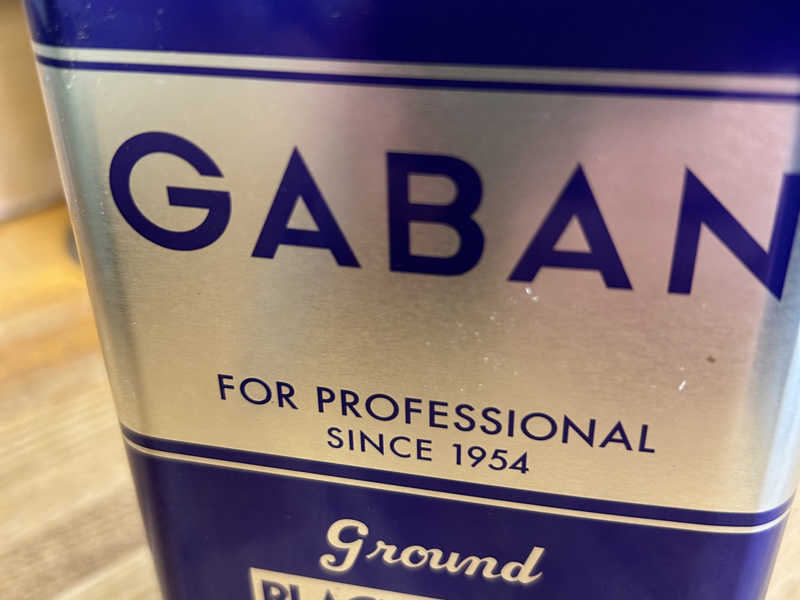 GABAN
FOR PROFESSIONAL
SINCE 1954
Ground